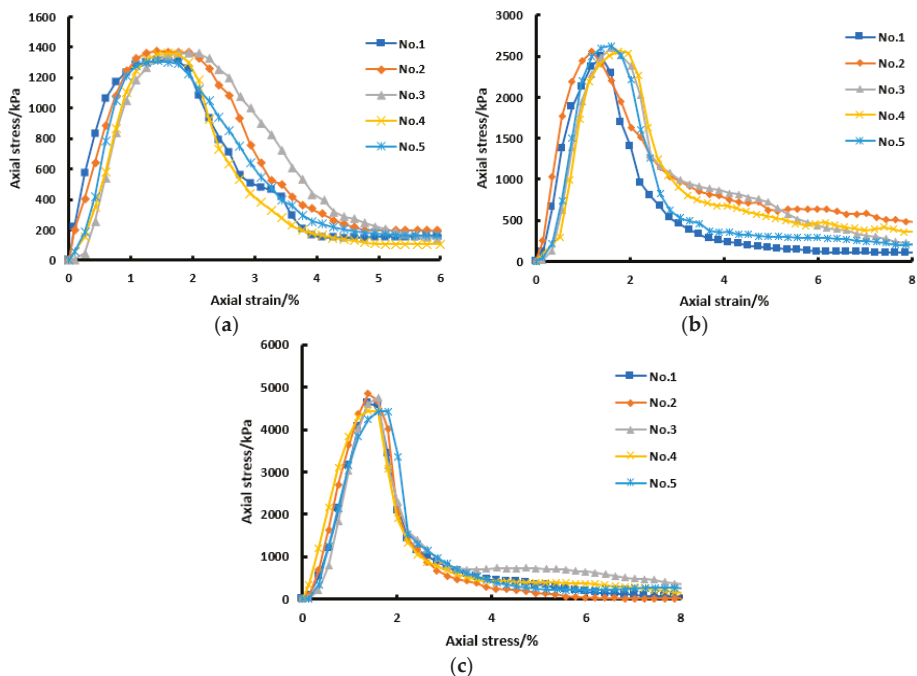 1600
1400
1200
1000
800
600
400
200
0
Axial stress/kPa
0 1 2 3 4 5 6
Axial strain/%
No.1
No.2
No.3
No.4
No.5
(a)
3000
2500
2000
1500
1000
500
0
Axial stress/kPa
0 2 4 6 8
Axial strain/%
No.1
No.2
No.3
No.4
No.5
(b)
6000
5000
4000
3000
2000
1000
0
Axial stress/kPa
0 2 4 6 8
Axial stress/%
No.1
No.2
No.3
No.4
No.5
(c)